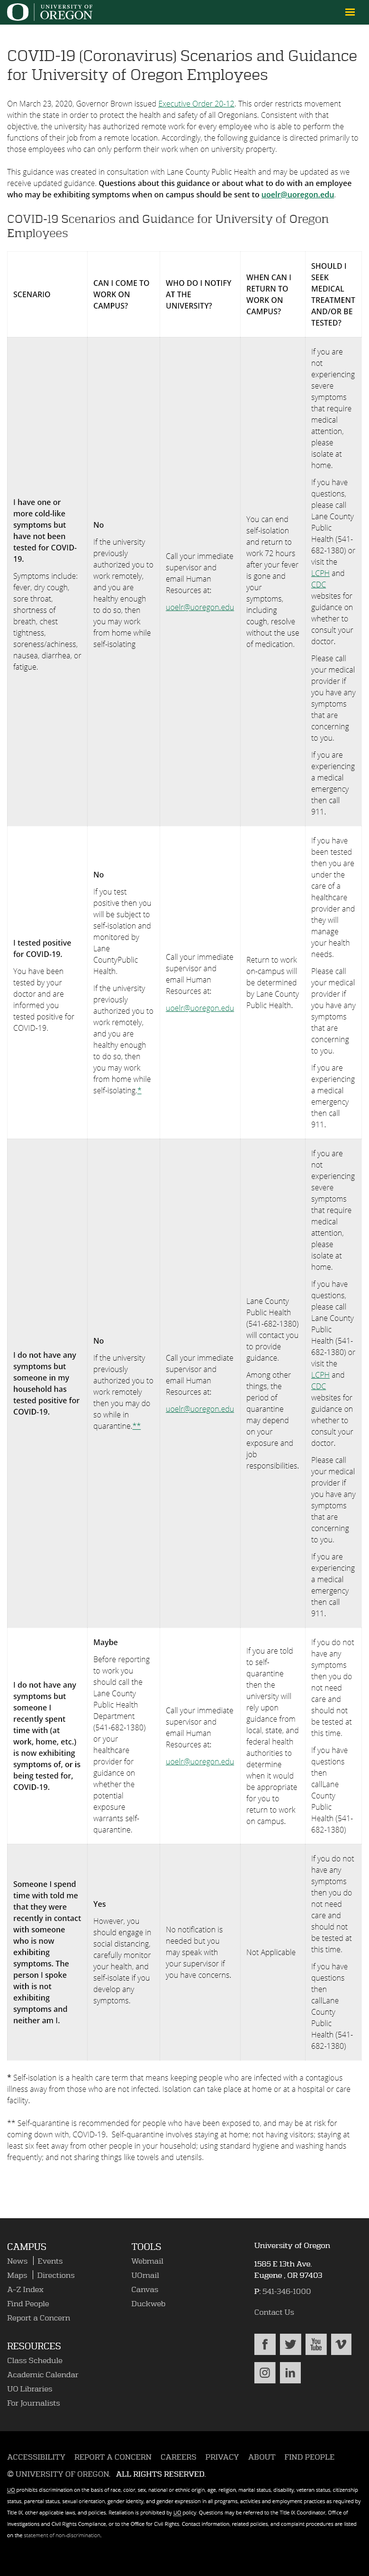 UNIVERSITY OF
OREGON
COVID-19 (Coronavirus) Scenarios and Guidance
for University of Oregon Employees
On March 23, 2020, Governor Brown issued Executive Order 20-12. This order restricts movement
within the state in order to protect the health and safety of all Oregonians. Consistent with that
objective, the university has authorized remote work for every employee who is able to perform the
functions of their job from a remote location. Accordingly, the following guidance is directed primarily to
those employees who can only perform their work when on university property.
This guidance was created in consultation with Lane County Public Health and may be updated as we
receive updated guidance. Questions about this guidance or about what to do with an employee
who may be exhibiting symptoms when on campus should be sent to uoelr@uoregon.edu.
COVID-19 Scenarios and Guidance for University of Oregon
Employees
SCENARIO
CAN I COME TO
WORK ON
CAMPUS?
WHO DO I NOTIFY
AT THE
UNIVERSITY?
WHEN CAN I
RETURN TO
WORK ON
CAMPUS?
SHOULD I
SEEK
MEDICAL
TREATMENT
AND/OR BE
TESTED?
I have one or
more cold-like
symptoms but
have not been
tested for COVID-
19.
Symptoms include:
fever, dry cough,
sore throat,
shortness of
breath, chest
tightness,
soreness/achiness,
nausea, diarrhea, or
fatigue.
No
If the university
previously
authorized you to
work remotely,
and you are
healthy enough
to do so, then
you may work
from home while
self-isolating
Call your immediate
supervisor and
email Human
Resources at:
uoelr@uoregon.edu
You can end
self-isolation
and return to
work 72 hours
after your fever
is gone and
your
symptoms,
including
cough, resolve
without the use
of medication.
If you are
not
experiencing
severe
symptoms
that require
medical
attention,
please
isolate at
home.
If you have
questions,
please call
Lane County
Public
Health (541-
682-1380) or
visit the
LCPH and
CDC
websites for
guidance on
whether to
consult your
doctor.
Please call
your medical
provider if
you have any
symptoms
that are
concerning
to you.
If you are
experiencing
a medical
emergency
then call
911.
I tested positive
for COVID-19.
You have been
tested by your
doctor and are
informed you
tested positive for
COVID-19.
No
If you test
positive then you
will be subject to
self-isolation and
monitored by
Lane
CountyPublic
Health.
If the university
previously
authorized you to
work remotely,
and you are
healthy enough
to do so, then
you may work
from home while
self-isolating.*
Call your immediate
supervisor and
email Human
Resources at:
uoelr@uoregon.edu
Return to work
on-campus will
be determined
by Lane County
Public Health.
If you have
been tested
then you are
under the
care of a
healthcare
provider and
they will
manage
your health
needs.
Please call
your medical
provider if
you have any
symptoms
that are
concerning
to you.
If you are
experiencing
a medical
emergency
then call
911.
I do not have any
symptoms but
someone in my
household has
tested positive for
COVID-19.
No
If the university
previously
authorized you to
work remotely
then you may do
so while in
quarantine.**
Call your immediate
supervisor and
email Human
Resources at:
uoelr@uoregon.edu
Lane County
Public Health
(541-682-1380)
will contact you
to provide
guidance.
Among other
things, the
period of
quarantine
may depend
on your
exposure and
job
responsibilities.
If you are
not
experiencing
severe
symptoms
that require
medical
attention,
please
isolate at
home.
If you have
questions,
please call
Lane County
Public
Health (541-
682-1380) or
visit the
LCPH and
CDC
websites for
guidance on
whether to
consult your
doctor.
Please call
your medical
provider if
you have any
symptoms
that are
concerning
to you.
If you are
experiencing
a medical
emergency
then call
911.
I do not have any
symptoms but
someone I
recently spent
time with (at
work, home, etc.)
is now exhibiting
symptoms of, or is
being tested for,
COVID-19.
Maybe
Before reporting
to work you
should call the
Lane County
Public Health
Department
(541-682-1380)
or your
healthcare
provider for
guidance on
whether the
potential
exposure
warrants self-
quarantine.
Call your immediate
supervisor and
email Human
Resources at:
uoelr@uoregon.edu
If you are told
to self-
quarantine
then the
university will
rely upon
guidance from
local, state, and
federal health
authorities to
determine
when it would
be appropriate
for you to
return to work
on campus.
If you do not
have any
symptoms
then you do
not need
care and
should not
be tested at
this time.
If you have
questions
then
callLane
County
Public
Health (541-
682-1380)
Someone I spend
time with told me
that they were
recently in contact
with someone
who is now
exhibiting
symptoms. The
person I spoke
with is not
exhibiting
symptoms and
neither am I.
Yes
However, you
should engage in
social distancing,
carefully monitor
your health, and
self-isolate if you
develop any
symptoms.
No notification is
needed but you
may speak with
your supervisor if
you have concerns.
Not Applicable
If you do not
have any
symptoms
then you do
not need
care and
should not
be tested at
this time.
If you have
questions
then
callLane
County
Public
Health (541-
682-1380)
* Self-isolation is a health care term that means keeping people who are infected with a contagious
illness away from those who are not infected. Isolation can take place at home or at a hospital or care
facility.
** Self-quarantine is recommended for people who have been exposed to, and may be at risk for
coming down with, COVID-19.  Self-quarantine involves staying at home; not having visitors; staying at
least six feet away from other people in your household; using standard hygiene and washing hands
frequently; and not sharing things like towels and utensils.
CAMPUS
News | Events
Maps | Directions
A-Z Index
Find People
Report a Concern
RESOURCES
Class Schedule
Academic Calendar
UO Libraries
For Journalists
TOOLS
Webmail
UOmail
Canvas
Duckweb
University of Oregon
1585 E 13th Ave.
Eugene, OR 97403
P: 541-346-1000
Contact Us
ACCESSIBILITY REPORT A CONCERN CAREERS PRIVACY ABOUT FIND PEOPLE
© UNIVERSITY OF OREGON. ALL RIGHTS RESERVED.
UO prohibits discrimination on the basis of race, color, sex, national or ethnic origin, age, religion, marital status, disability, veteran status, citizenship
status, parental status, sexual orientation, gender identity, and gender expression in all programs, activities and employment practices as required by
Title IX, other applicable laws, and policies. Retaliation is prohibited by UO policy. Questions may be referred to the Title IX Coordinator, Office of
Investigations and Civil Rights Compliance, or to the Office for Civil Rights. Contact information, related policies, and complaint procedures are listed
on the statement of non-discrimination.